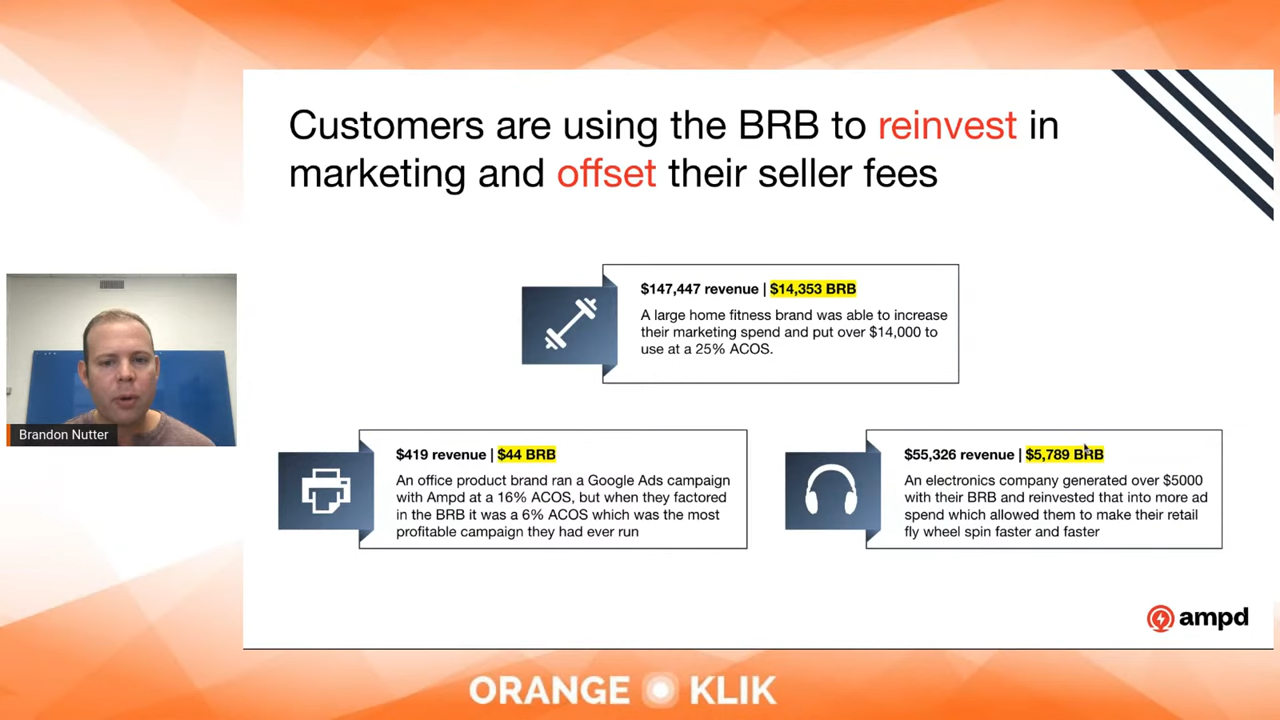 Customers are using the BRB to reinvest in
marketing and offset their seller fees
$147,447 revenue | $14,353 BRB
A large home fitness brand was able to increase
their marketing spend and put over $14,000 to
use at a 25% ACOS.
Brandon Nutter
$419 revenue | $44 BRB
An office product brand ran a Google Ads campaign
with Ampd at a 16% ACOS, but when they factored
in the BRB it was a 6% ACOS which was the most
profitable campaign they had ever run
$55,326 revenue | $5,789 BRB
An electronics company generated over $5000
with their BRB and reinvested that into more ad
spend which allowed them to make their retail
fly wheel spin faster and faster
ampd
ORANGE KLIK